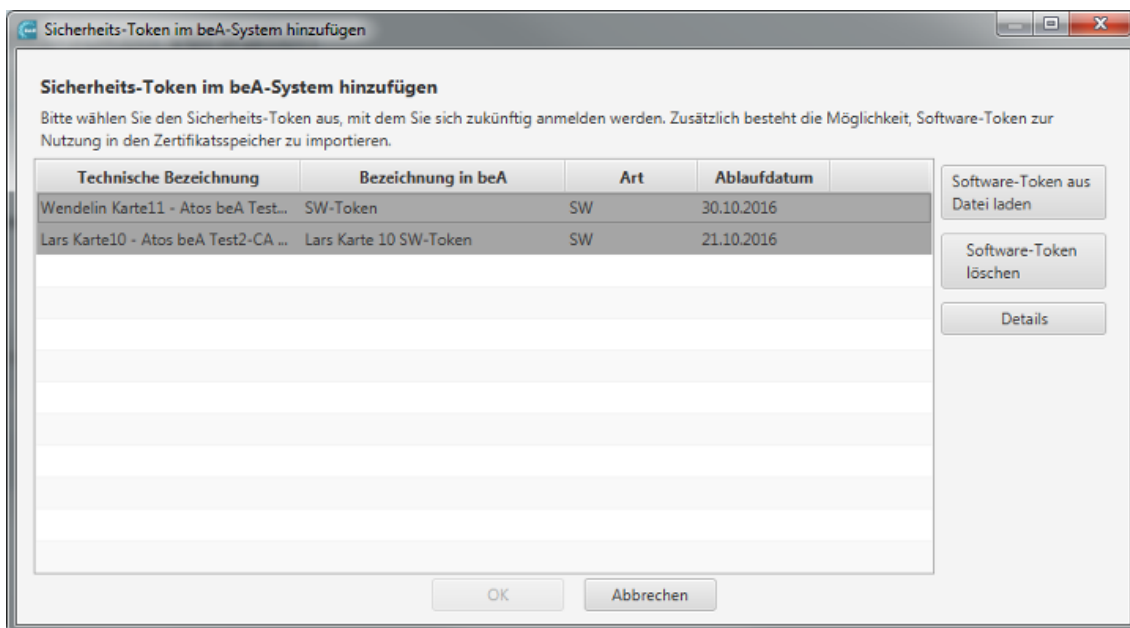 Sicherheits-Token im beA-System hinzufügen
Sicherheits-Token im beA-System hinzufügen
Bitte wählen Sie den Sicherheits-Token aus, mit dem Sie sich zukünftig anmelden werden. Zusätzlich besteht die Möglichkeit, Software-Token zur
Nutzung in den Zertifikatsspeicher zu importieren.
Technische Bezeichnung Bezeichnung in beA Art Ablaufdatum
Wendelin Karte11 - Atos beA Test... SW-Token SW 30.10.2016
Lars Karte10 - Atos beA Test2-CA ... Lars Karte 10 SW-Token SW 21.10.2016
Software-Token aus
Datei laden
Software-Token
löschen
Details
OK Abbrechen